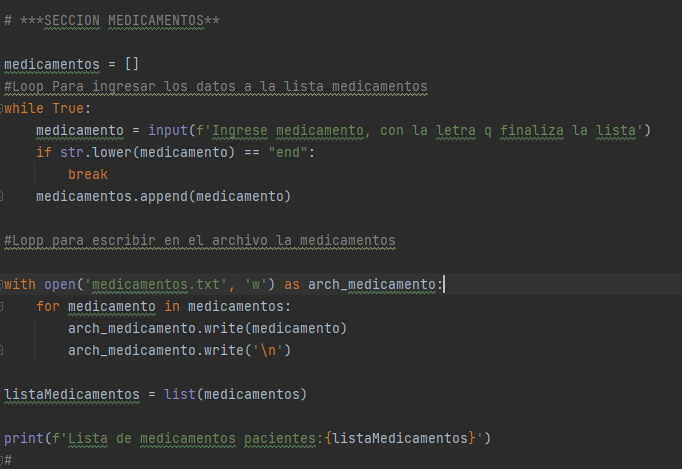 # ***SECCION MEDICAMENTOS**
medicamentos = []
#Loop Para ingresar los datos a la lista medicamentos
while True:
    medicamento = input(f'Ingrese medicamento, con la letra q finaliza la lista')
    if str.lower(medicamento) == "end":
        break
    medicamentos.append(medicamento)
#Lopp para escribir en el archivo la medicamentos
with open('medicamentos.txt', 'w') as arch_medicamento:
    for medicamento in medicamentos:
        arch_medicamento.write(medicamento)
        arch_medicamento.write('\n')
listaMedicamentos = list(medicamentos)
print(f'Lista de medicamentos pacientes:{listaMedicamentos}')
#